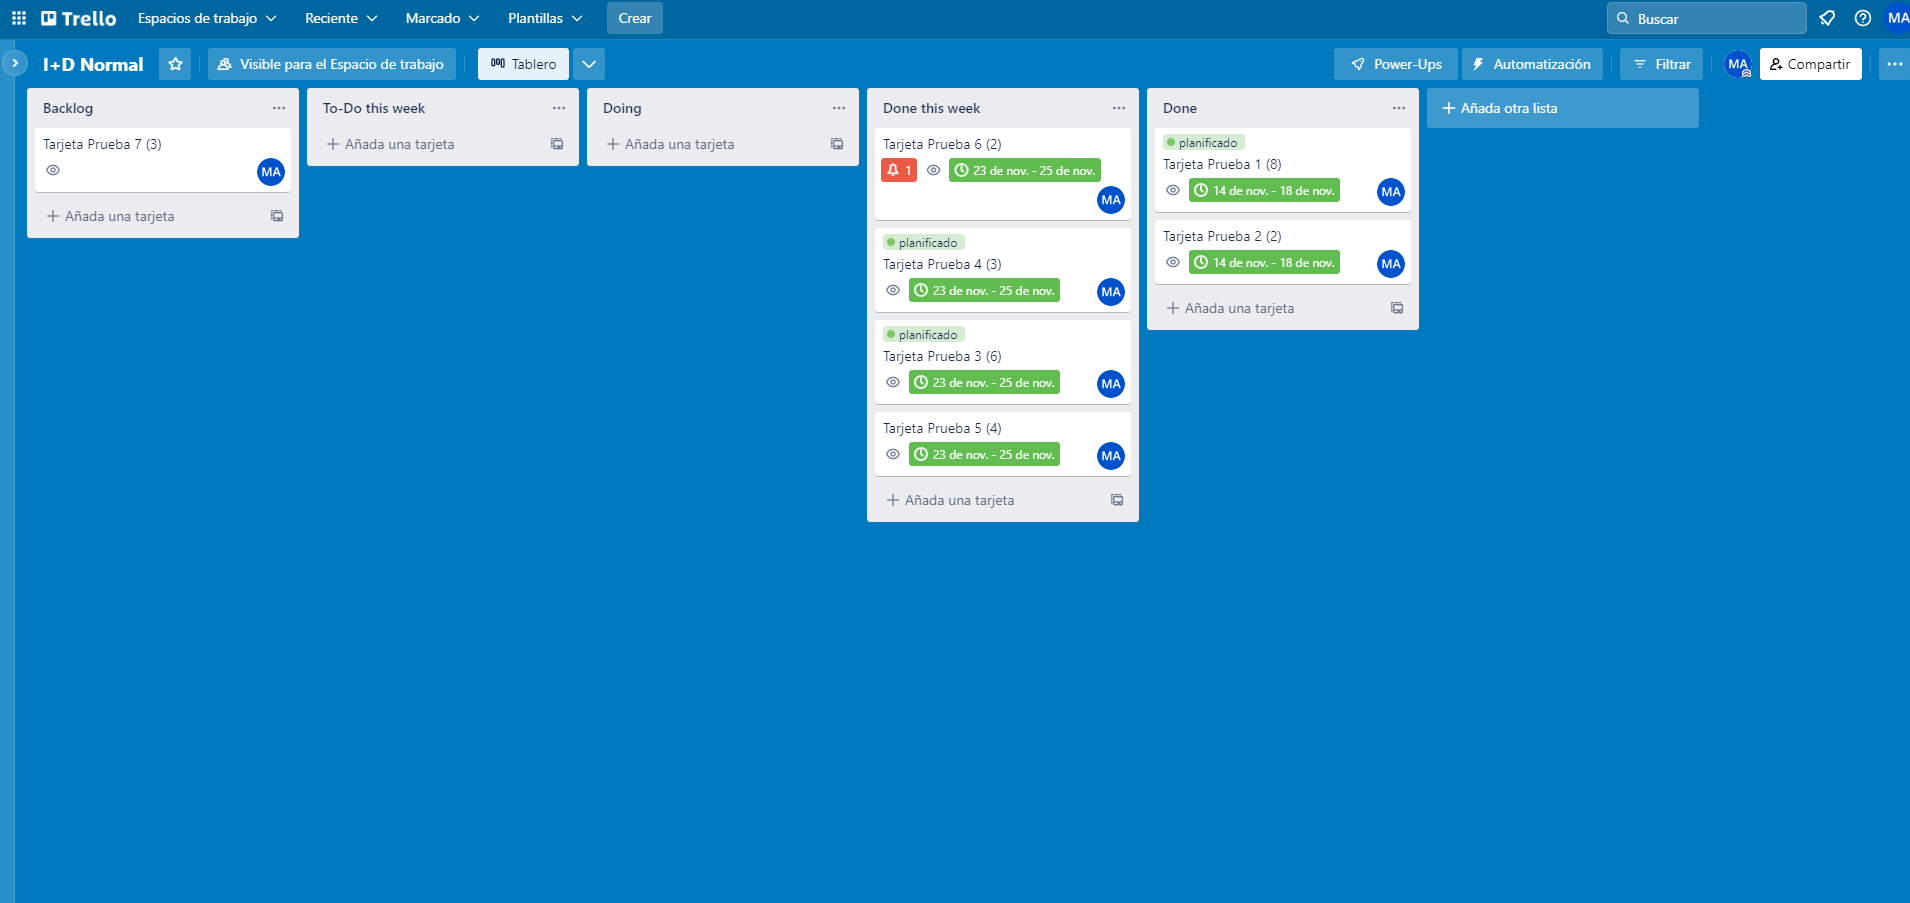 Trello Espacios de trabajo Reciente Marcado Plantillas Crear Buscar MA
I+D Normal Visible para el Espacio de trabajo Tablero Power-Ups Automatización Filtrar MA Compartir
Backlog
Tarjeta Prueba 7 (3)
MA
Añada una tarjeta
To-Do this week
Añada una tarjeta
Doing
Añada una tarjeta
Done this week
Tarjeta Prueba 6 (2)
1 23 de nov. - 25 de nov.
MA
planificado
Tarjeta Prueba 4 (3)
23 de nov. - 25 de nov. MA
planificado
Tarjeta Prueba 3 (6)
23 de nov. - 25 de nov. MA
Tarjeta Prueba 5 (4)
23 de nov. - 25 de nov. MA
Añada una tarjeta
Done
planificado
Tarjeta Prueba 1 (8)
14 de nov. - 18 de nov. MA
Tarjeta Prueba 2 (2)
14 de nov. - 18 de nov. MA
Añada una tarjeta
Añada otra lista